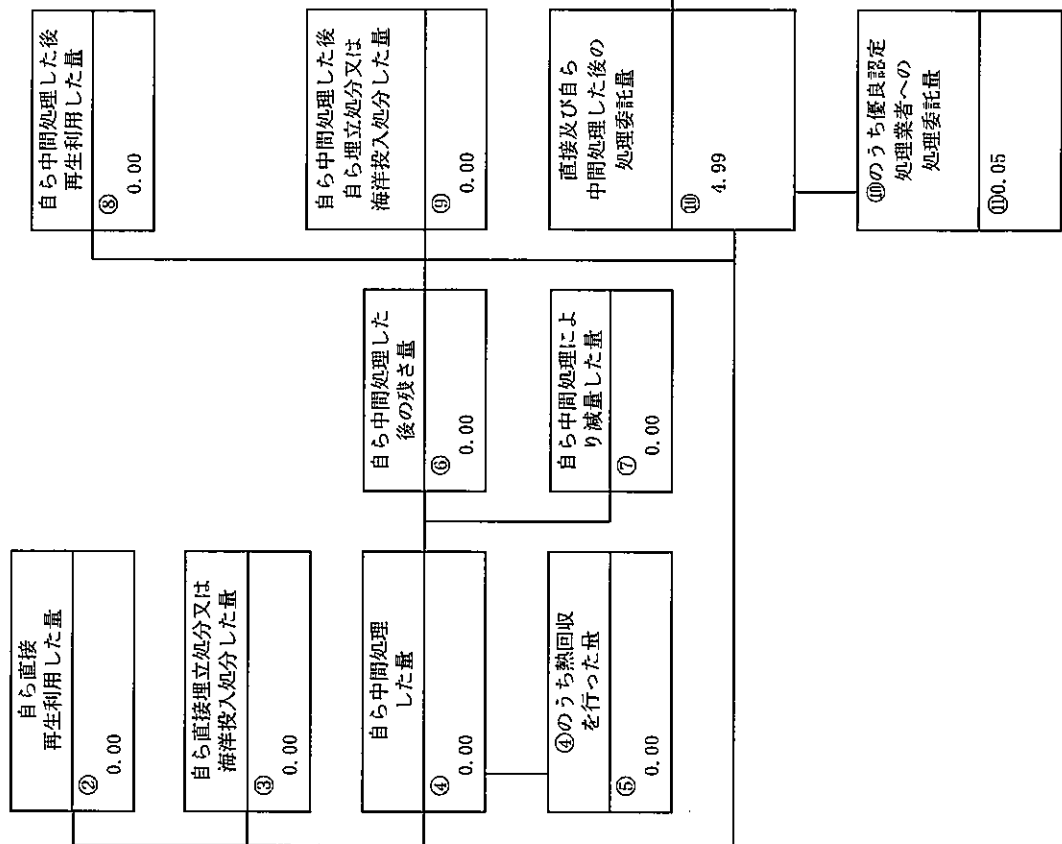 自ら直接
再生利用した量
②
0.00
自ら直接埋立処分又は
海洋投入処分した量
③
0.00
自ら中間処理
した量
④
0.00
④のうち熱回収
を行った量
⑤
0.00
自ら中間処理した
後の残さ量
⑥
0.00
自ら中間処理によ
り減量した量
⑦
0.00
自ら中間処理した後
再生利用した量
⑧
0.00
自ら中間処理した後
自ら埋立処分又は
海洋投入処分した量
⑨
0.00
直接及び自ら
中間処理した後の
処理委託量
⑩
4.99
⑩のうち優良認定
処理業者への
処理委託量
⑪0.05